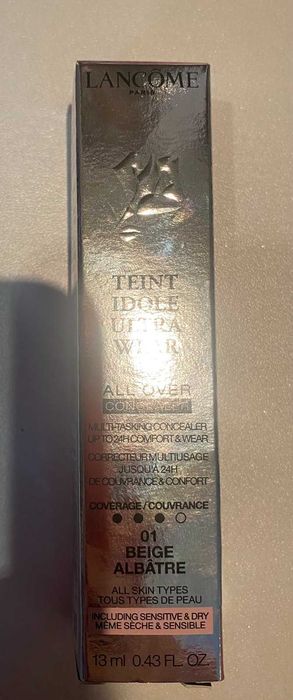 LANCÔME
PARIS
TEINT
IDOLE
ULTRA
WEAR
ALL OVER
CONCEALER
MULTI-TASKING CONCEALER
UP TO 24H COMFORT & WEAR
CORRECTEUR MULTIUSAGE
JUSQU'À 24H
DE COUVRANCE & CONFORT
COVERAGE / COUVRANCE
01
BEIGE
ALBÂTRE
ALL SKIN TYPES
TOUS TYPES DE PEAU
INCLUDING SENSITIVE & DRY
MÊME SÈCHE & SENSIBLE
13 ml 0.43 FL. OZ.